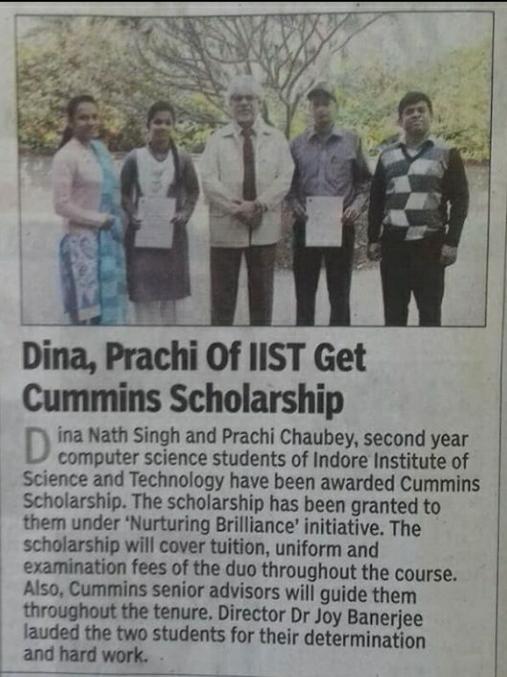 Dina, Prachi Of IIST Get
Cummins Scholarship
Dina Nath Singh and Prachi Chaubey, second year
computer science students of Indore Institute of
Science and Technology have been awarded Cummins
Scholarship. The scholarship has been granted to
them under ‘Nurturing Brilliance’ initiative. The
scholarship will cover tuition, uniform and
examination fees of the duo throughout the course.
Also, Cummins senior advisors will guide them
throughout the tenure. Director Dr Joy Banerjee
lauded the two students for their determination
and hard work.